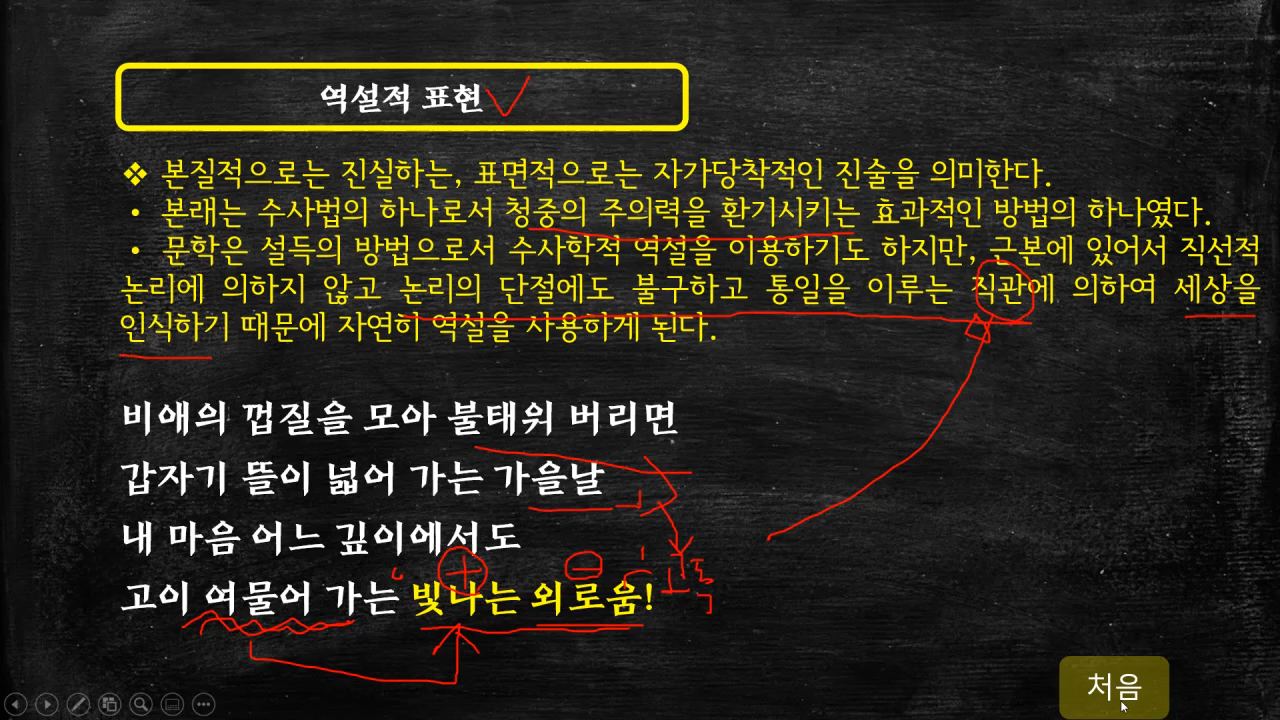 역설적 표현
❖ 본질적으로는 진실하는, 표면적으로는 자가당착적인 진술을 의미한다.
• 본래는 수사법의 하나로서 청중의 주의력을 환기시키는 효과적인 방법의 하나였다.
• 문학은 설득의 방법으로서 수사학적 역설을 이용하기도 하지만, 근본에 있어서 직선적
논리에 의하지 않고 논리의 단절에도 불구하고 통일을 이루는 직관에 의하여 세상을
인식하기 때문에 자연히 역설을 사용하게 된다.
비애의 껍질을 모아 불태워 버리면
갑자기 뜰이 넓어 가는 가을날
내 마음 어느 깊이에서도
고이 여물어 가는 빛나는 외로움!
처음